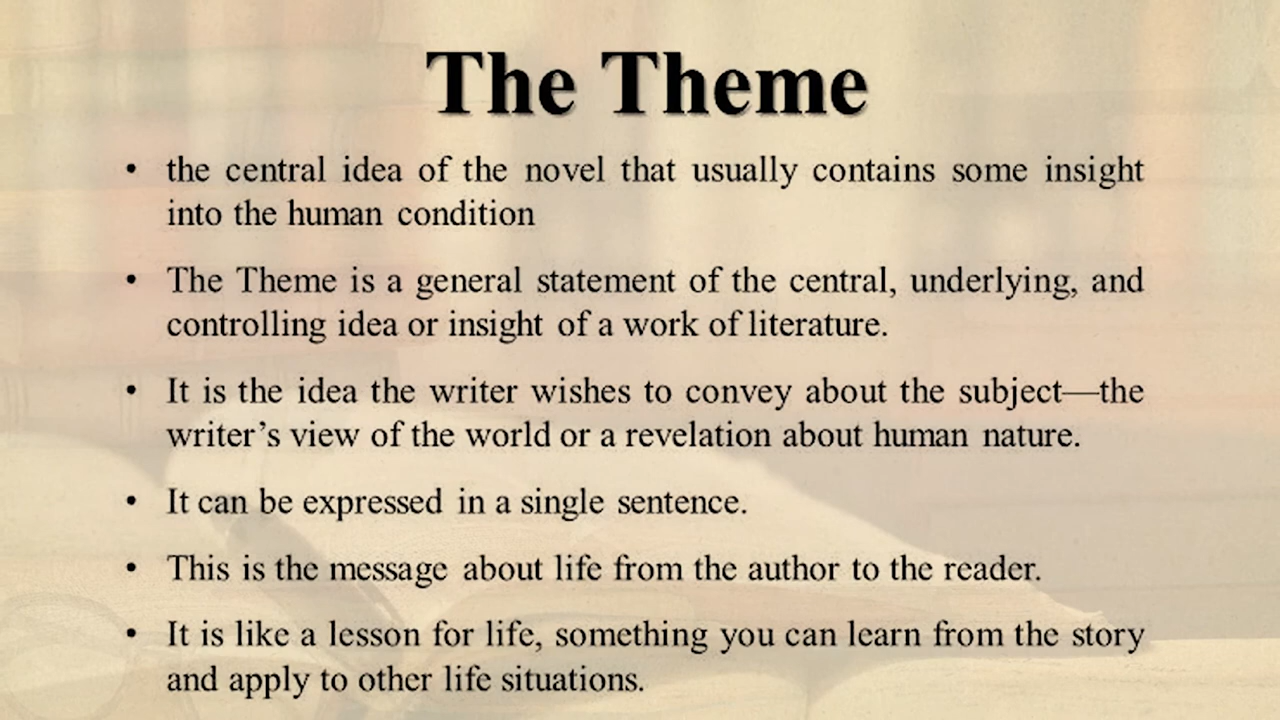 The Theme
• the central idea of the novel that usually contains some insight
into the human condition
• The Theme is a general statement of the central, underlying, and
controlling idea or insight of a work of literature.
• It is the idea the writer wishes to convey about the subject—the
writer’s view of the world or a revelation about human nature.
• It can be expressed in a single sentence.
• This is the message about life from the author to the reader.
• It is like a lesson for life, something you can learn from the story
and apply to other life situations.